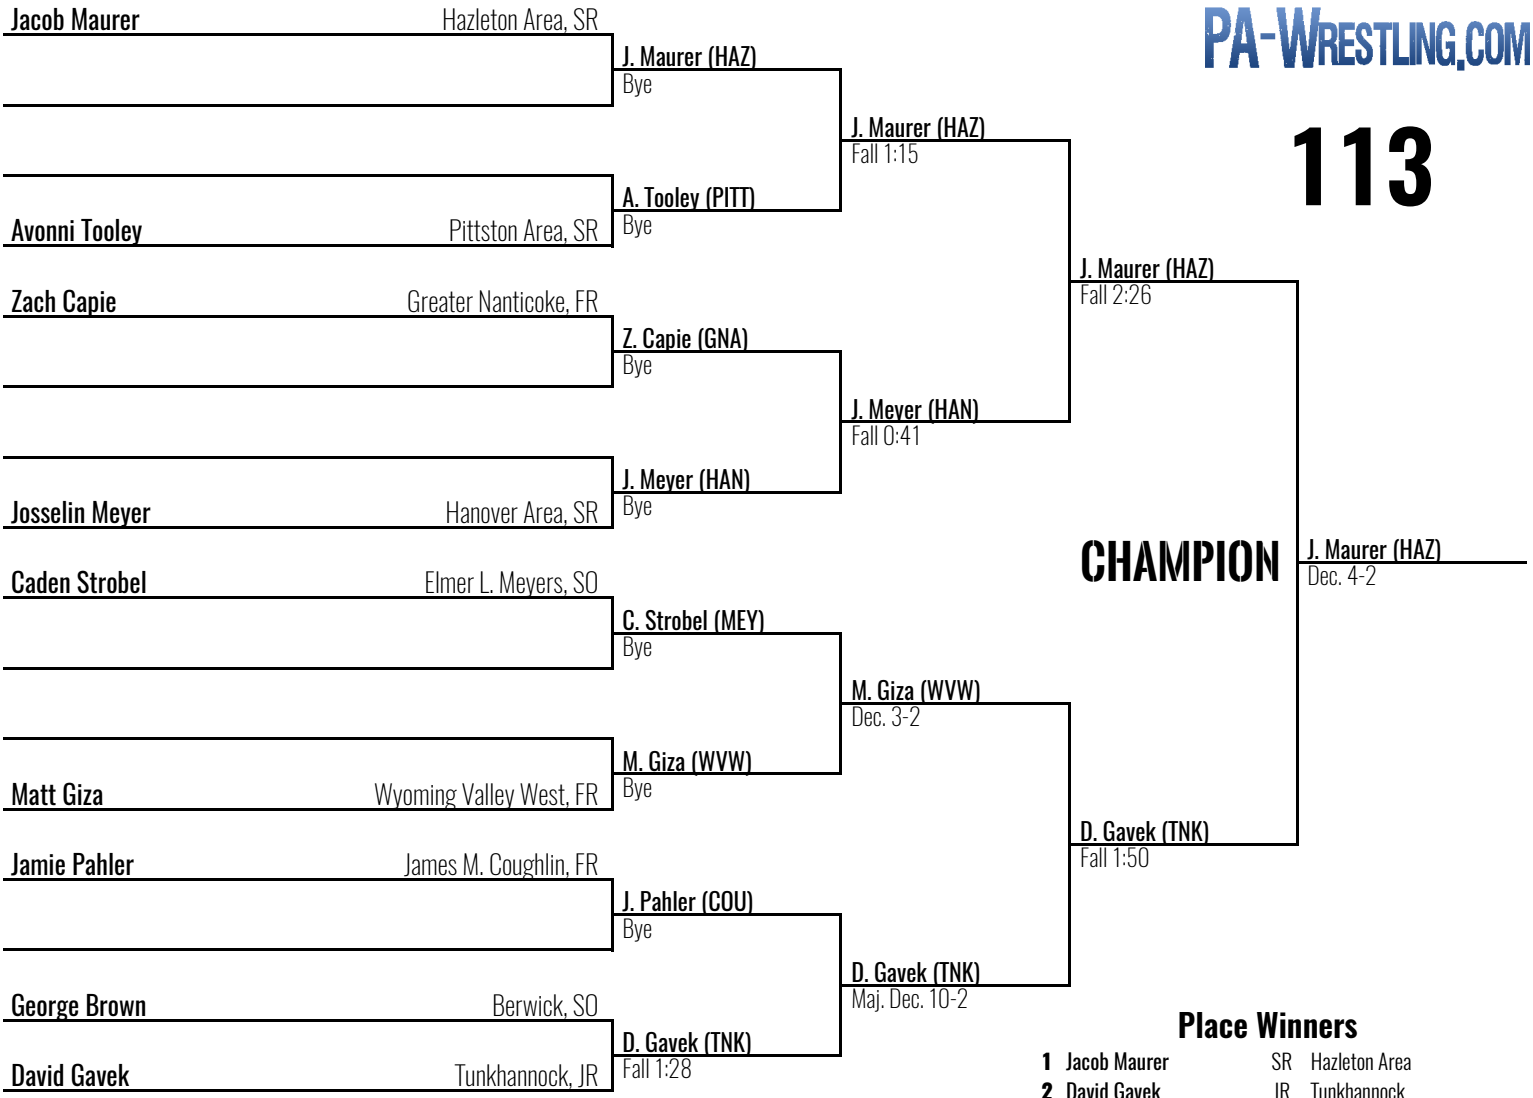 Jacob Maurer Hazleton Area, SR
J. Maurer (HAZ)
Bye
J. Maurer (HAZ)
Fall 1:15
A. Tooley (PITT)
Bye
Avonni Tooley Pittston Area, SR
J. Maurer (HAZ)
Fall 2:26
Zach Capie Greater Nanticoke, FR
Z. Capie (GNA)
Bye
J. Meyer (HAN)
Fall 0:41
J. Meyer (HAN)
Bye
Josselin Meyer Hanover Area, SR
CHAMPION
J. Maurer (HAZ)
Dec. 4-2
Caden Strobel Elmer L. Meyers, SO
C. Strobel (MEY)
Bye
M. Giza (WVW)
Dec. 3-2
M. Giza (WVW)
Bye
Matt Giza Wyoming Valley West, FR
D. Gavek (TNK)
Fall 1:50
Jamie Pahler James M. Coughlin, FR
J. Pahler (COU)
Bye
D. Gavek (TNK)
Maj. Dec. 10-2
George Brown Berwick, SO
D. Gavek (TNK)
Fall 1:28
David Gavek Tunkhannock, JR
PA-WRESTLING.COM
113
Place Winners
1 Jacob Maurer SR Hazleton Area
2 David Gavek JR Tunkhannock